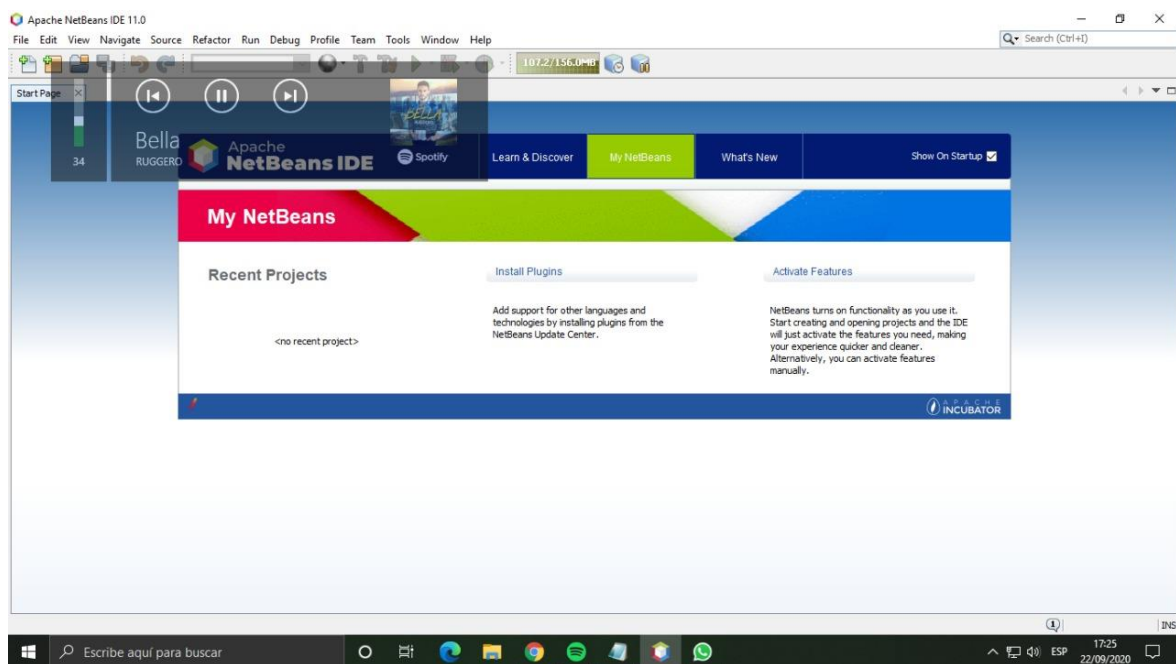 Apache NetBeans IDE 11.0
File Edit View Navigate Source Refactor Run Debug Profile Team Tools Window Help
Search (Ctrl+I)
107.2/156.0MB
Start Page
34
Bella
RUGGERO
BELLA
Spotify
Apache
NetBeans IDE
Learn & Discover
My NetBeans
What's New
Show On Startup
My NetBeans
Recent Projects
<no recent project>
Install Plugins
Add support for other languages and
technologies by installing plugins from the
NetBeans Update Center.
Activate Features
NetBeans turns on functionality as you use it.
Start creating and opening projects and the IDE
will just activate the features you need, making
your experience quicker and cleaner.
Alternatively, you can activate features
manually.
APACHE
INCUBATOR
1
INS
Escribe aquí para buscar
ESP
17:25
22/09/2020